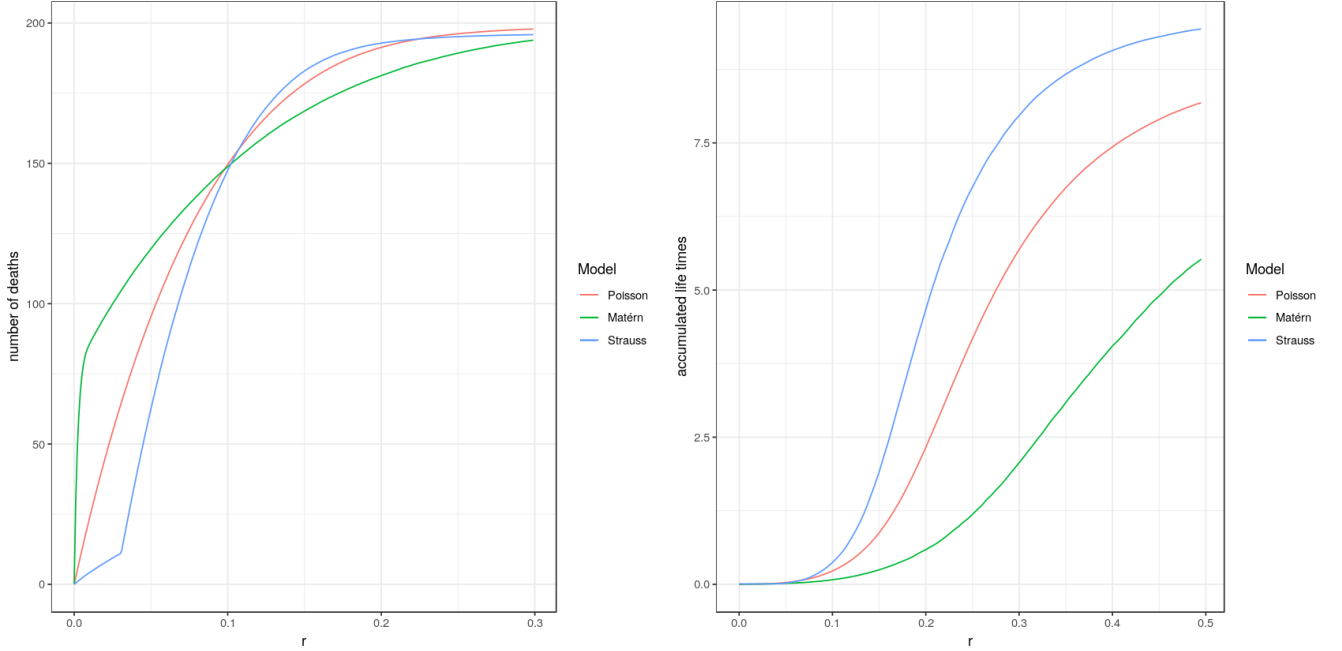 200
150
100
50
0
number of deaths
0.0
0.1
0.2
0.3
r
Model
Poisson
Matérn
Strauss
7.5
5.0
2.5
0.0
accumulated life times
0.0
0.1
0.2
0.3
0.4
0.5
r
Model
Poisson
Matérn
Strauss